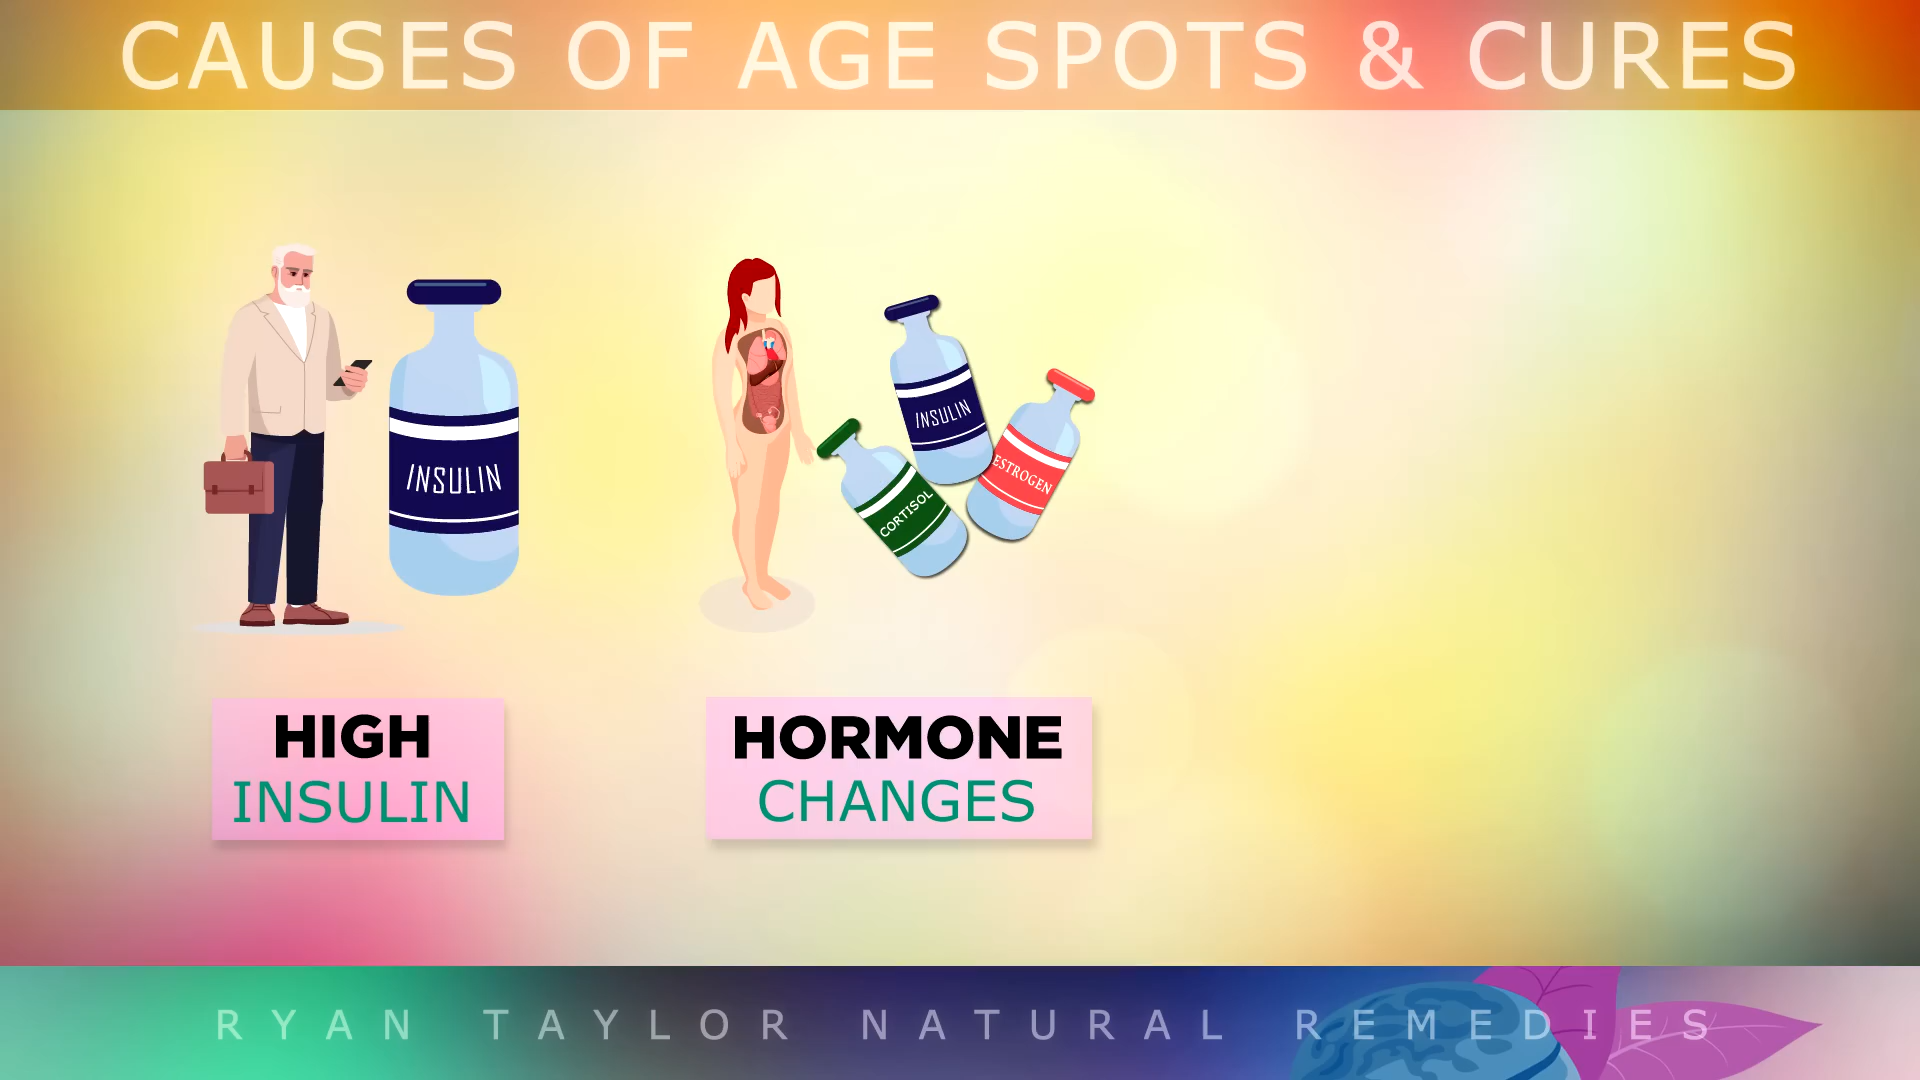 CAUSES OF AGE SPOTS & CURES
INSULIN
INSULIN
ESTROGEN
CORTISOL
HIGH
INSULIN
HORMONE
CHANGES
RYAN TAYLOR NATURAL REMEDIES